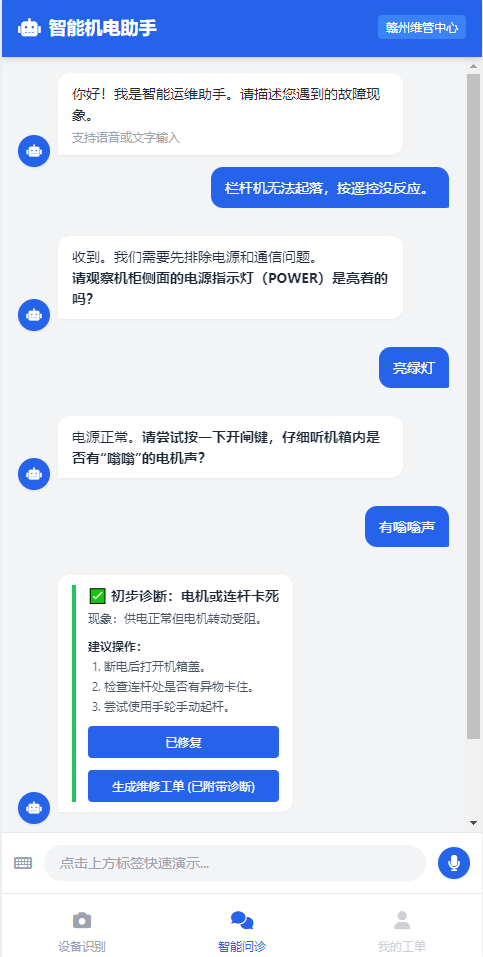 智能机电助手
赣州维管中心
你好！我是智能运维助手。请描述您遇到的故障现
象。
支持语音或文字输入
栏杆机无法起落，按遥控没反应。
收到。我们需要先排除电源和通信问题。
请观察机柜侧面的电源指示灯（POWER）是亮着的
吗？
亮绿灯
电源正常。请尝试按一下开闸键，仔细听机箱内是
否有“嗡嗡”的电机声？
有嗡嗡声
✅ 初步诊断：电机或连杆卡死
现象：供电正常但电机转动受阻。
建议操作：
1. 断电后打开机箱盖。
2. 检查连杆处是否有异物卡住。
3. 尝试使用手轮手动起杆。
已修复
生成维修工单 (已附带诊断)
点击上方标签快速演示...
设备识别
智能问诊
我的工单